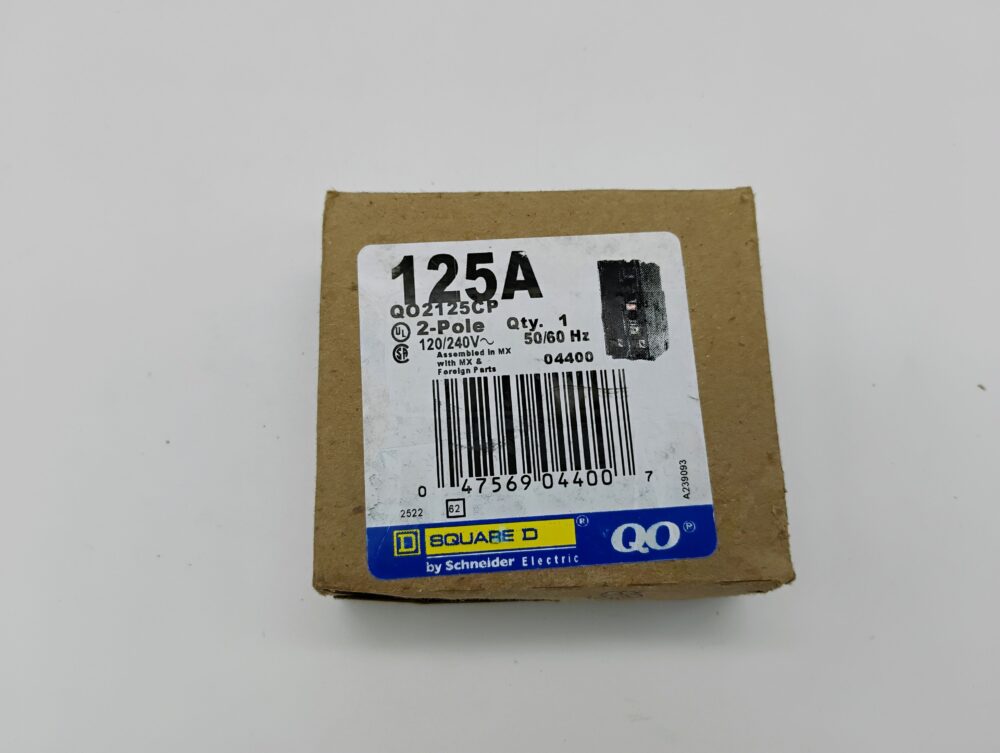 125A
QO2125CP
UL 2-Pole Qty. 1
120/240V~ 50/60 Hz
Assembled in MX 04400
with MX &
Foreign Parts
0 47569 04400 7
A239093
2522 62
D SQUARE D ® QO P
by Schneider Electric